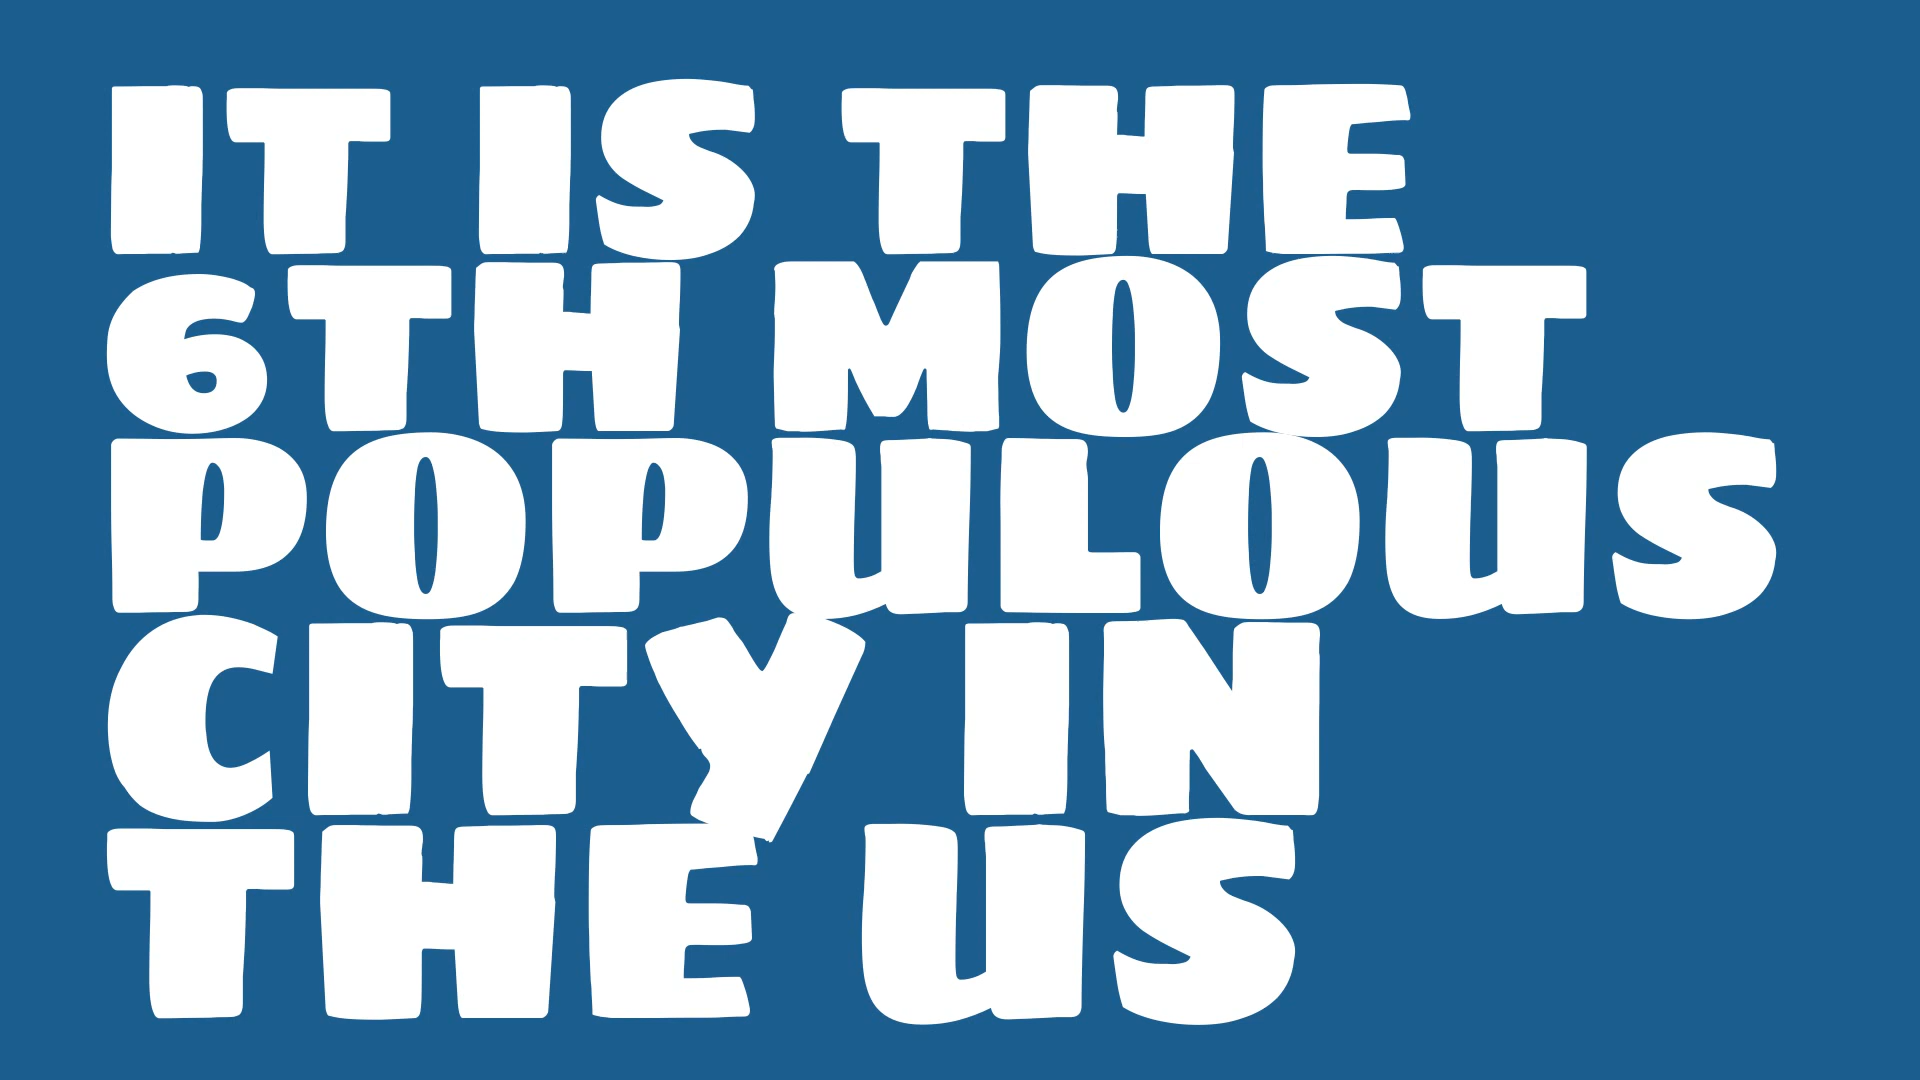 IT IS THE
6TH MOST
POPULOUS
CITY IN
THE US